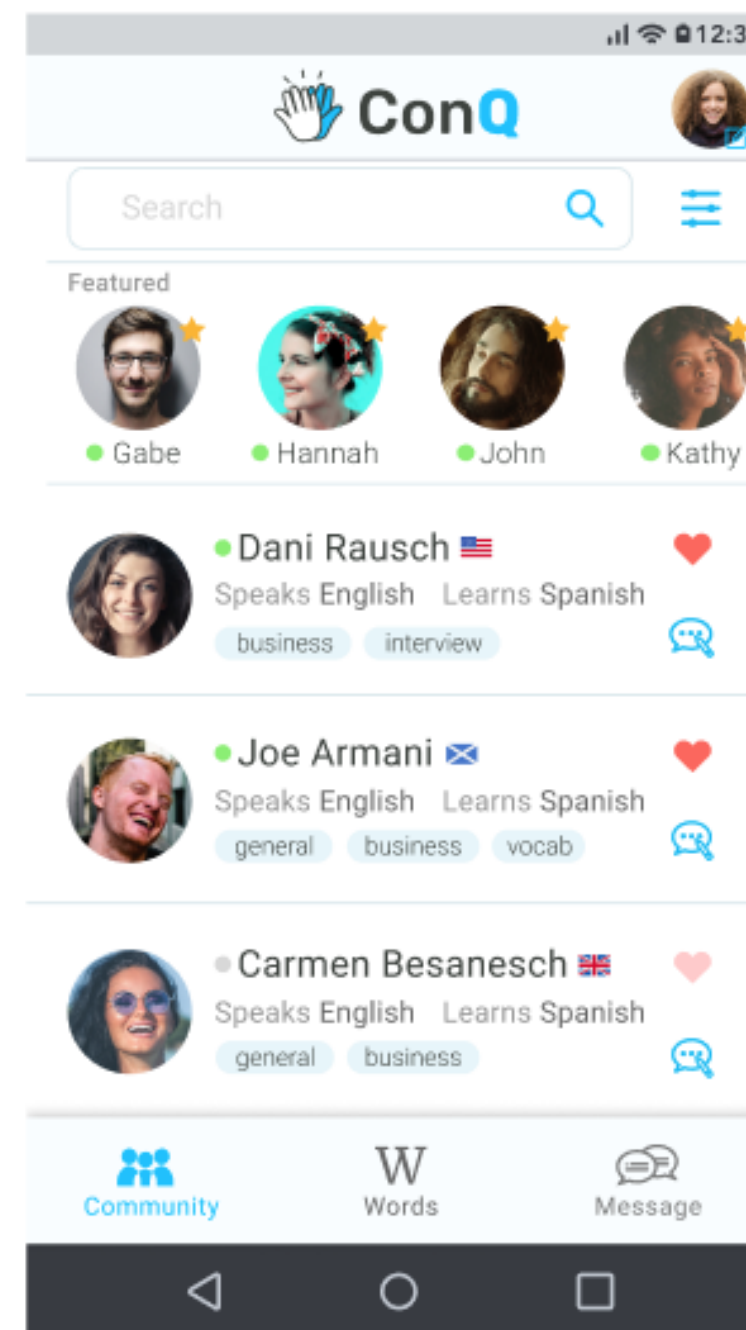 12:3
ConQ
Search
Featured
Gabe Hannah John Kathy
Dani Rausch
Speaks English Learns Spanish
business interview
Joe Armani
Speaks English Learns Spanish
general business vocab
Carmen Besanesch
Speaks English Learns Spanish
general business
W
Community Words Message